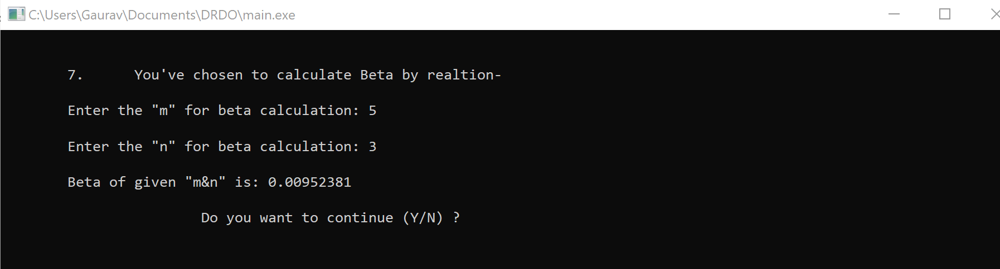 C:\Users\Gaurav\Documents\DRDO\main.exe
7. You've chosen to calculate Beta by realtion-
Enter the "m" for beta calculation: 5
Enter the "n" for beta calculation: 3
Beta of given "m&n" is: 0.00952381
Do you want to continue (Y/N) ?